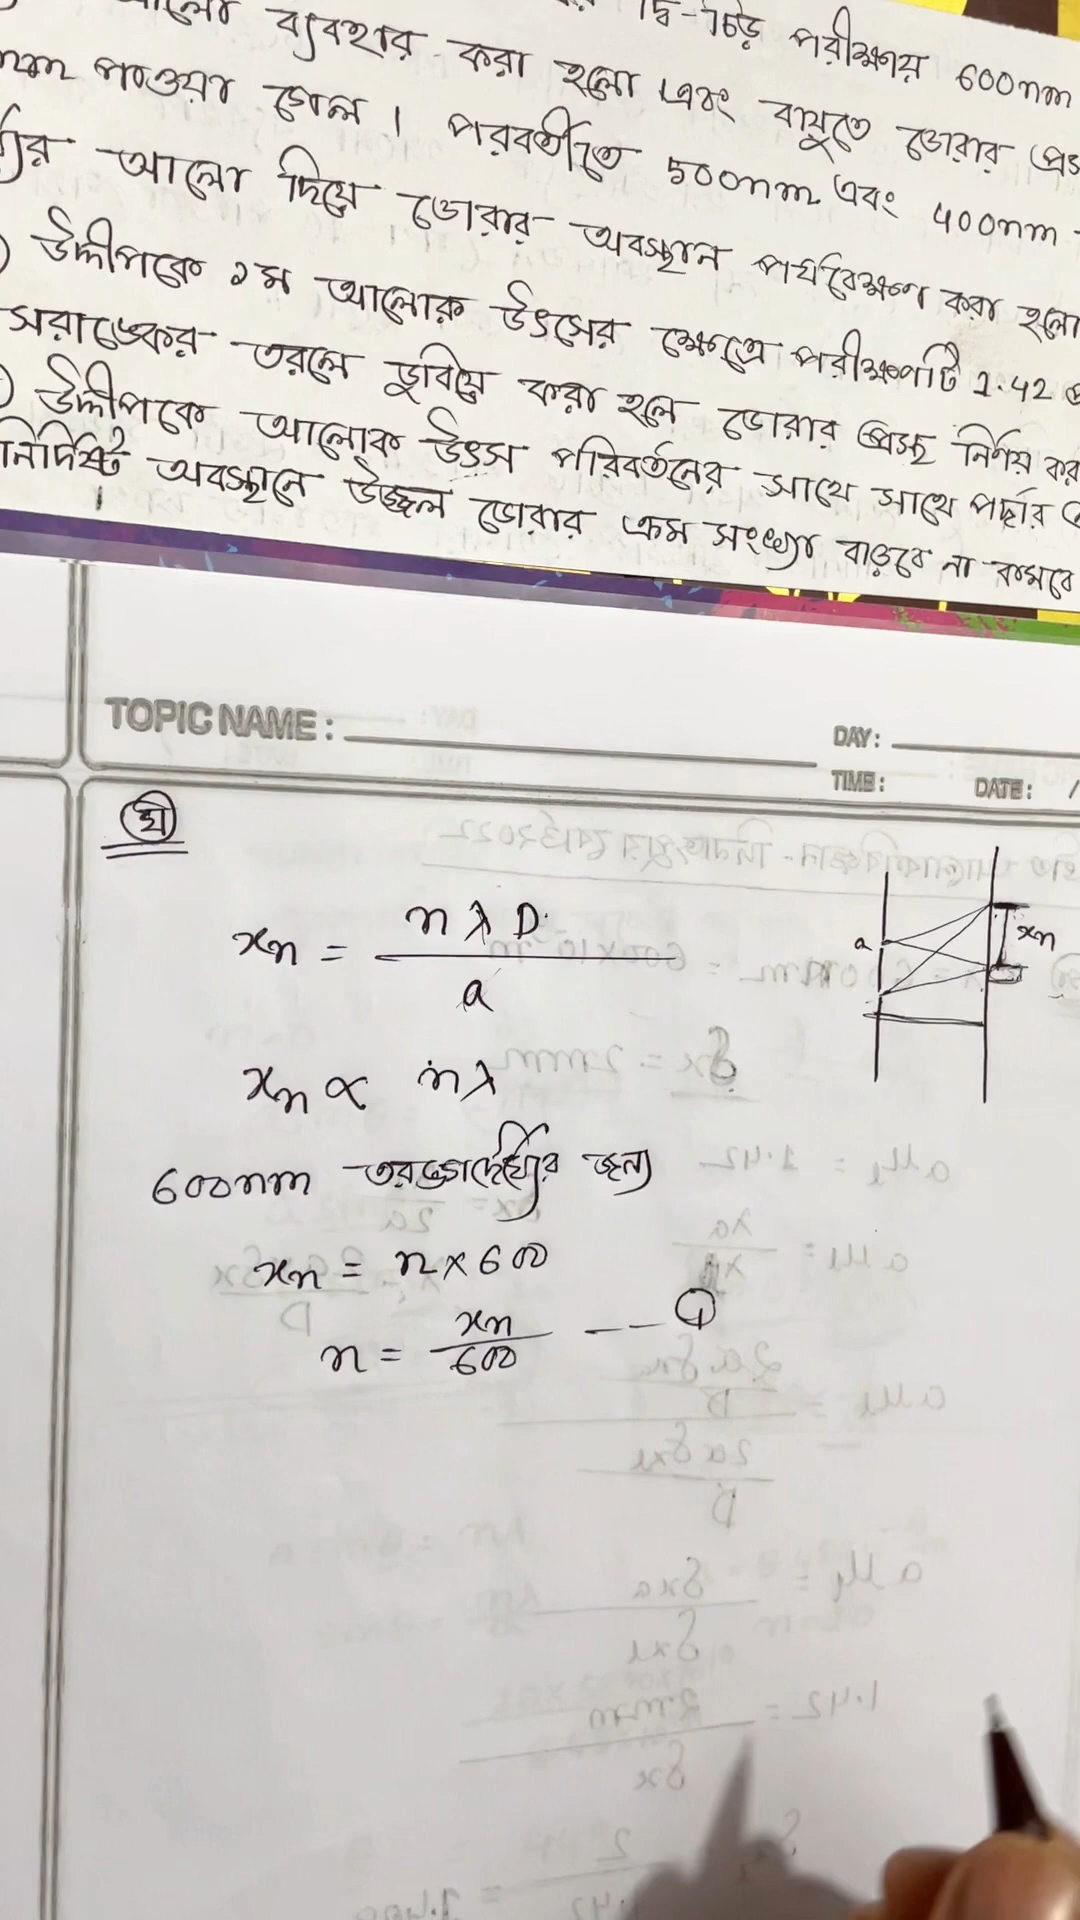 দ্বি-চিড় পরীক্ষায় 600nm
আলো ব্যবহার করা হলো এবং বায়ুতে ডোরার প্রস্থ
পাওয়া গেল। পরবর্তীতে 500nm এবং 400nm
আলো দিয়ে ডোরার অবস্থান পর্যবেক্ষণ করা হলো
উদ্দীপকে ১ম আলোক উৎসের ক্ষেত্রে পরীক্ষণটি 1.42
সরাঙ্কের তরলে ডুবিয়ে করা হলে ডোরার প্রস্থ নির্ণয় কর
উদ্দীপকে আলোক উৎস পরিবর্তনের সাথে সাথে পর্দার
নির্দিষ্ট অবস্থানে উজ্জ্বল ডোরার ক্রম সংখ্যা বাড়বে না কমবে
TOPIC NAME :
DAY :
TIME :
DATE : /
ঘ
xn = nλD / a
a
xn
xn ∝ nλ
600nm তরঙ্গদৈর্ঘ্যের জন্য
xn = n × 600
n = xn / 600 --- ①